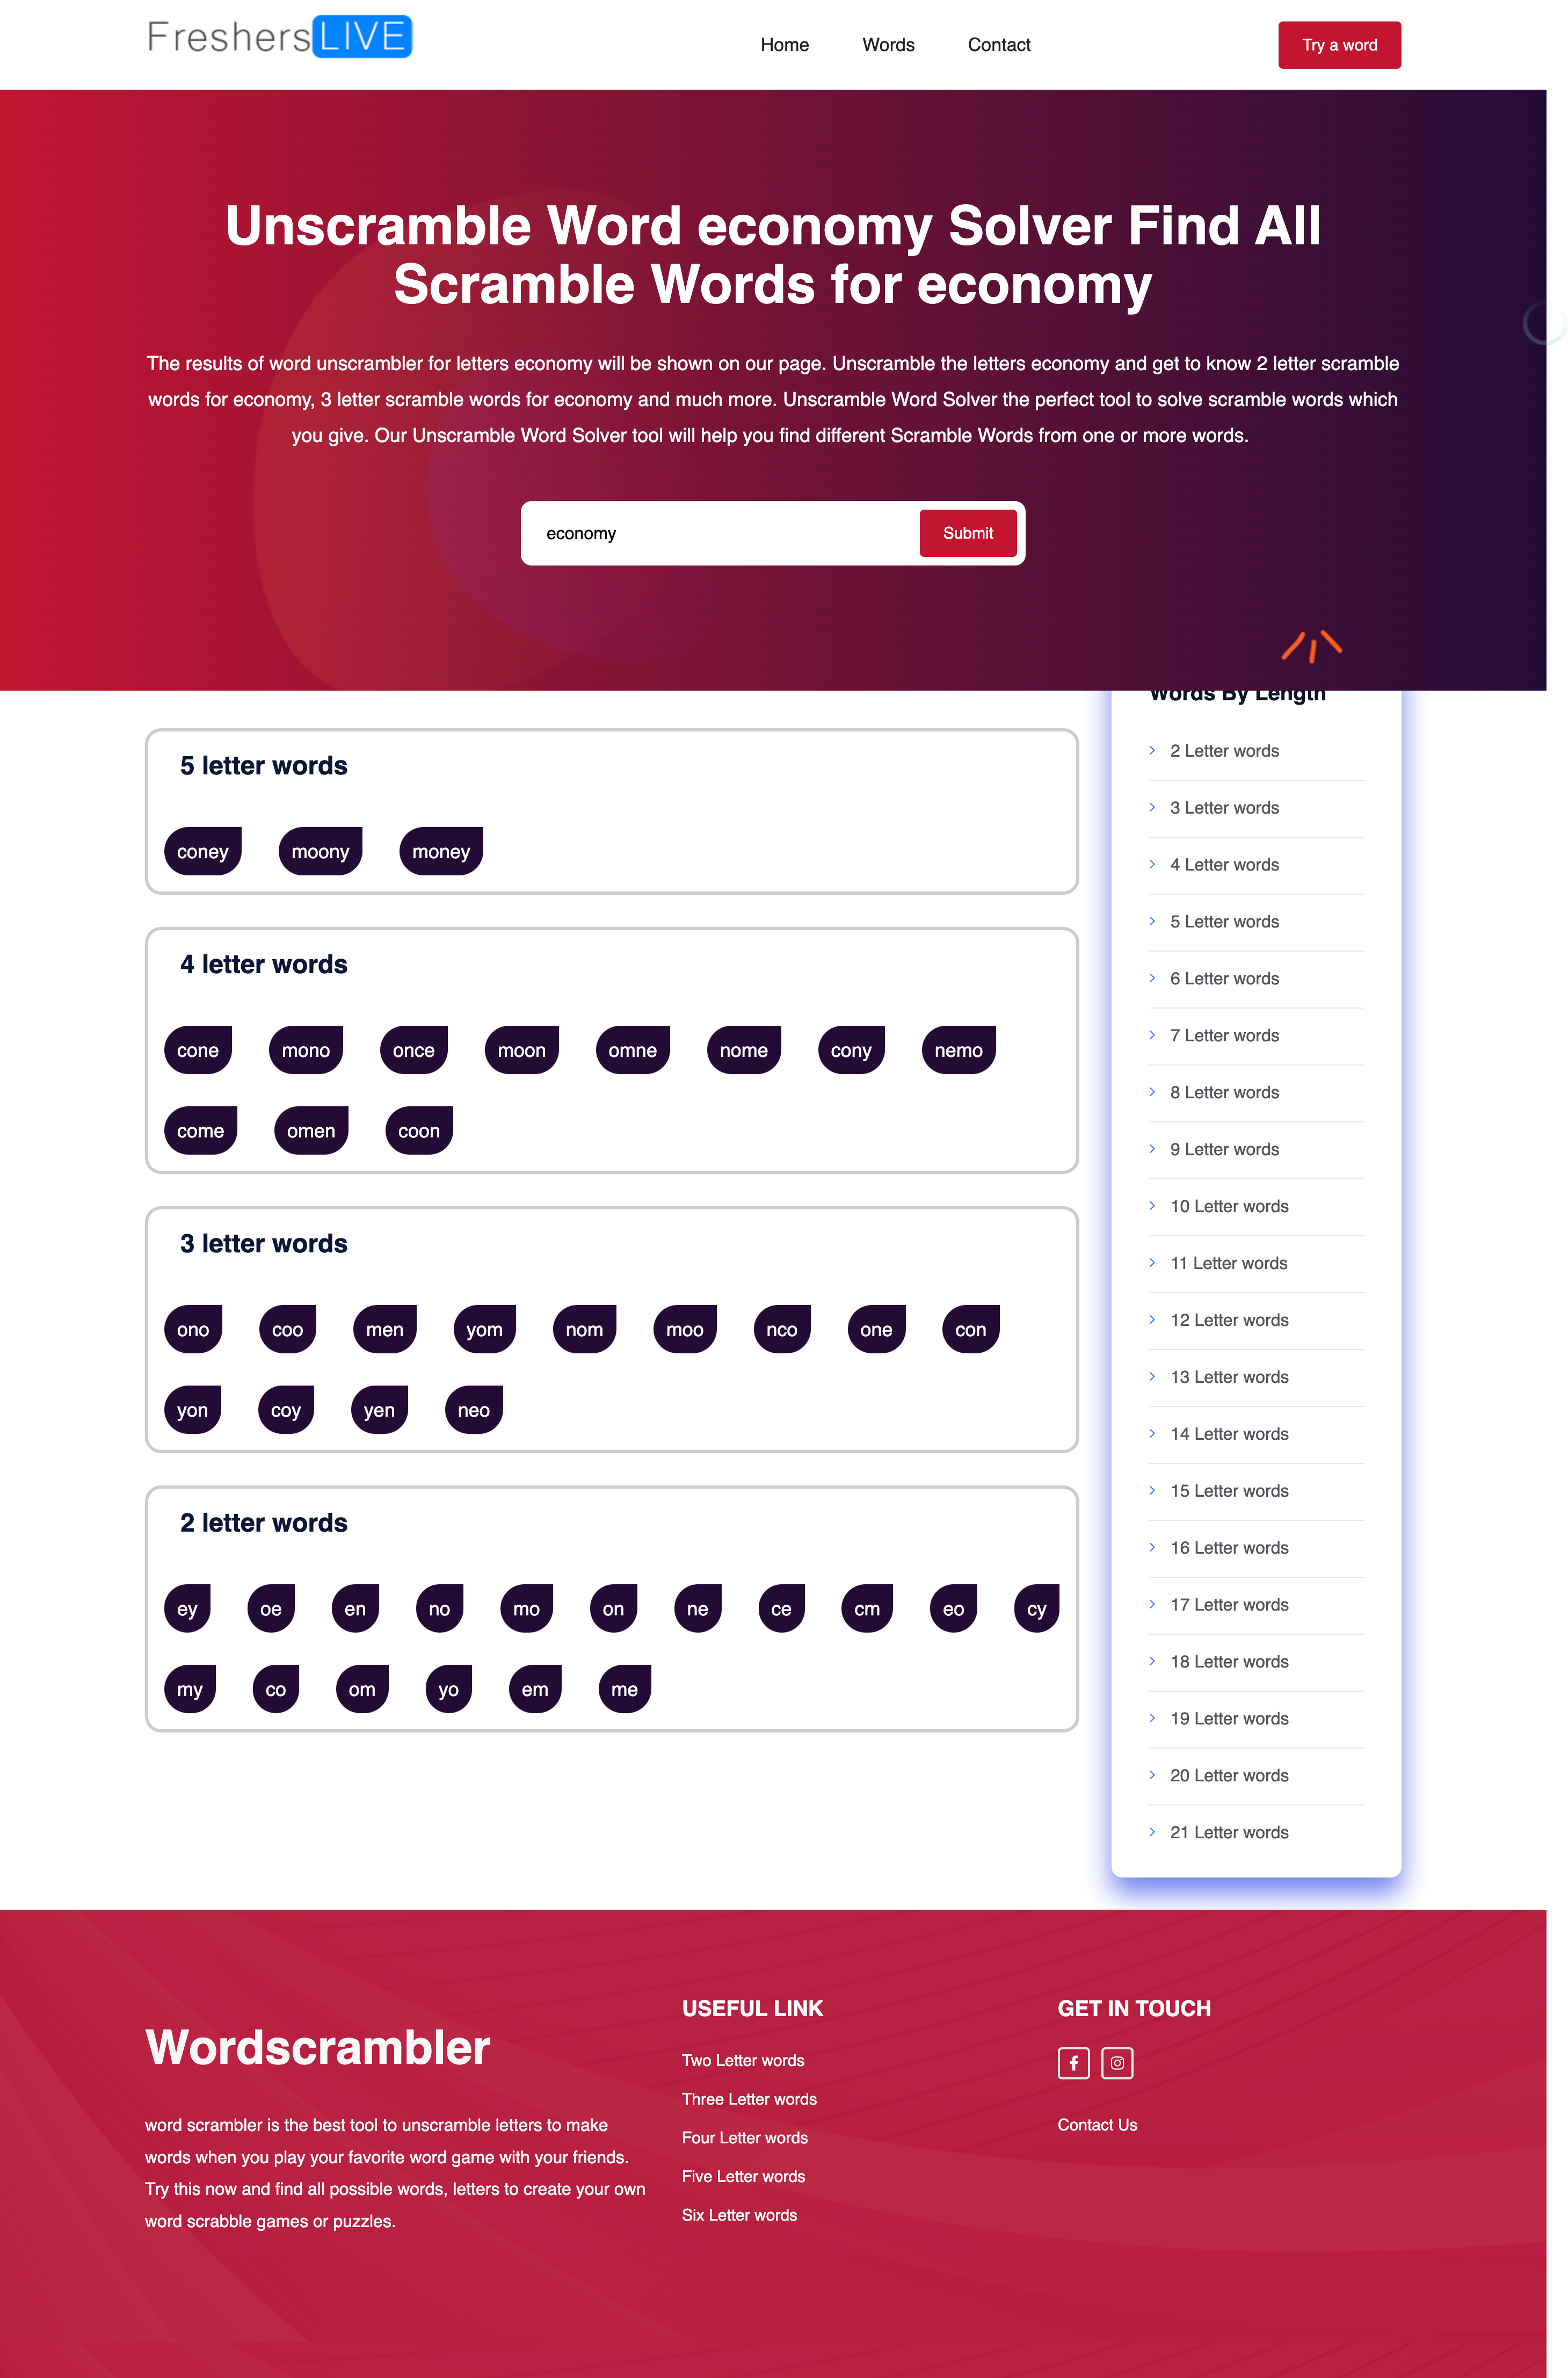 FreshersLIVE
Home Words Contact
Try a word
Unscramble Word economy Solver Find All
Scramble Words for economy
The results of word unscrambler for letters economy will be shown on our page. Unscramble the letters economy and get to know 2 letter scramble
words for economy, 3 letter scramble words for economy and much more. Unscramble Word Solver the perfect tool to solve scramble words which
you give. Our Unscramble Word Solver tool will help you find different Scramble Words from one or more words.
economy
Submit
5 letter words
coney moony money
4 letter words
cone mono once moon omne nome cony nemo
come omen coon
3 letter words
ono coo men yom nom moo nco one con
yon coy yen neo
2 letter words
ey oe en no mo on ne ce cm eo cy
my co om yo em me
Words By Length
2 Letter words
3 Letter words
4 Letter words
5 Letter words
6 Letter words
7 Letter words
8 Letter words
9 Letter words
10 Letter words
11 Letter words
12 Letter words
13 Letter words
14 Letter words
15 Letter words
16 Letter words
17 Letter words
18 Letter words
19 Letter words
20 Letter words
21 Letter words
Wordscrambler
word scrambler is the best tool to unscramble letters to make
words when you play your favorite word game with your friends.
Try this now and find all possible words, letters to create your own
word scrabble games or puzzles.
USEFUL LINK
Two Letter words
Three Letter words
Four Letter words
Five Letter words
Six Letter words
GET IN TOUCH
Contact Us